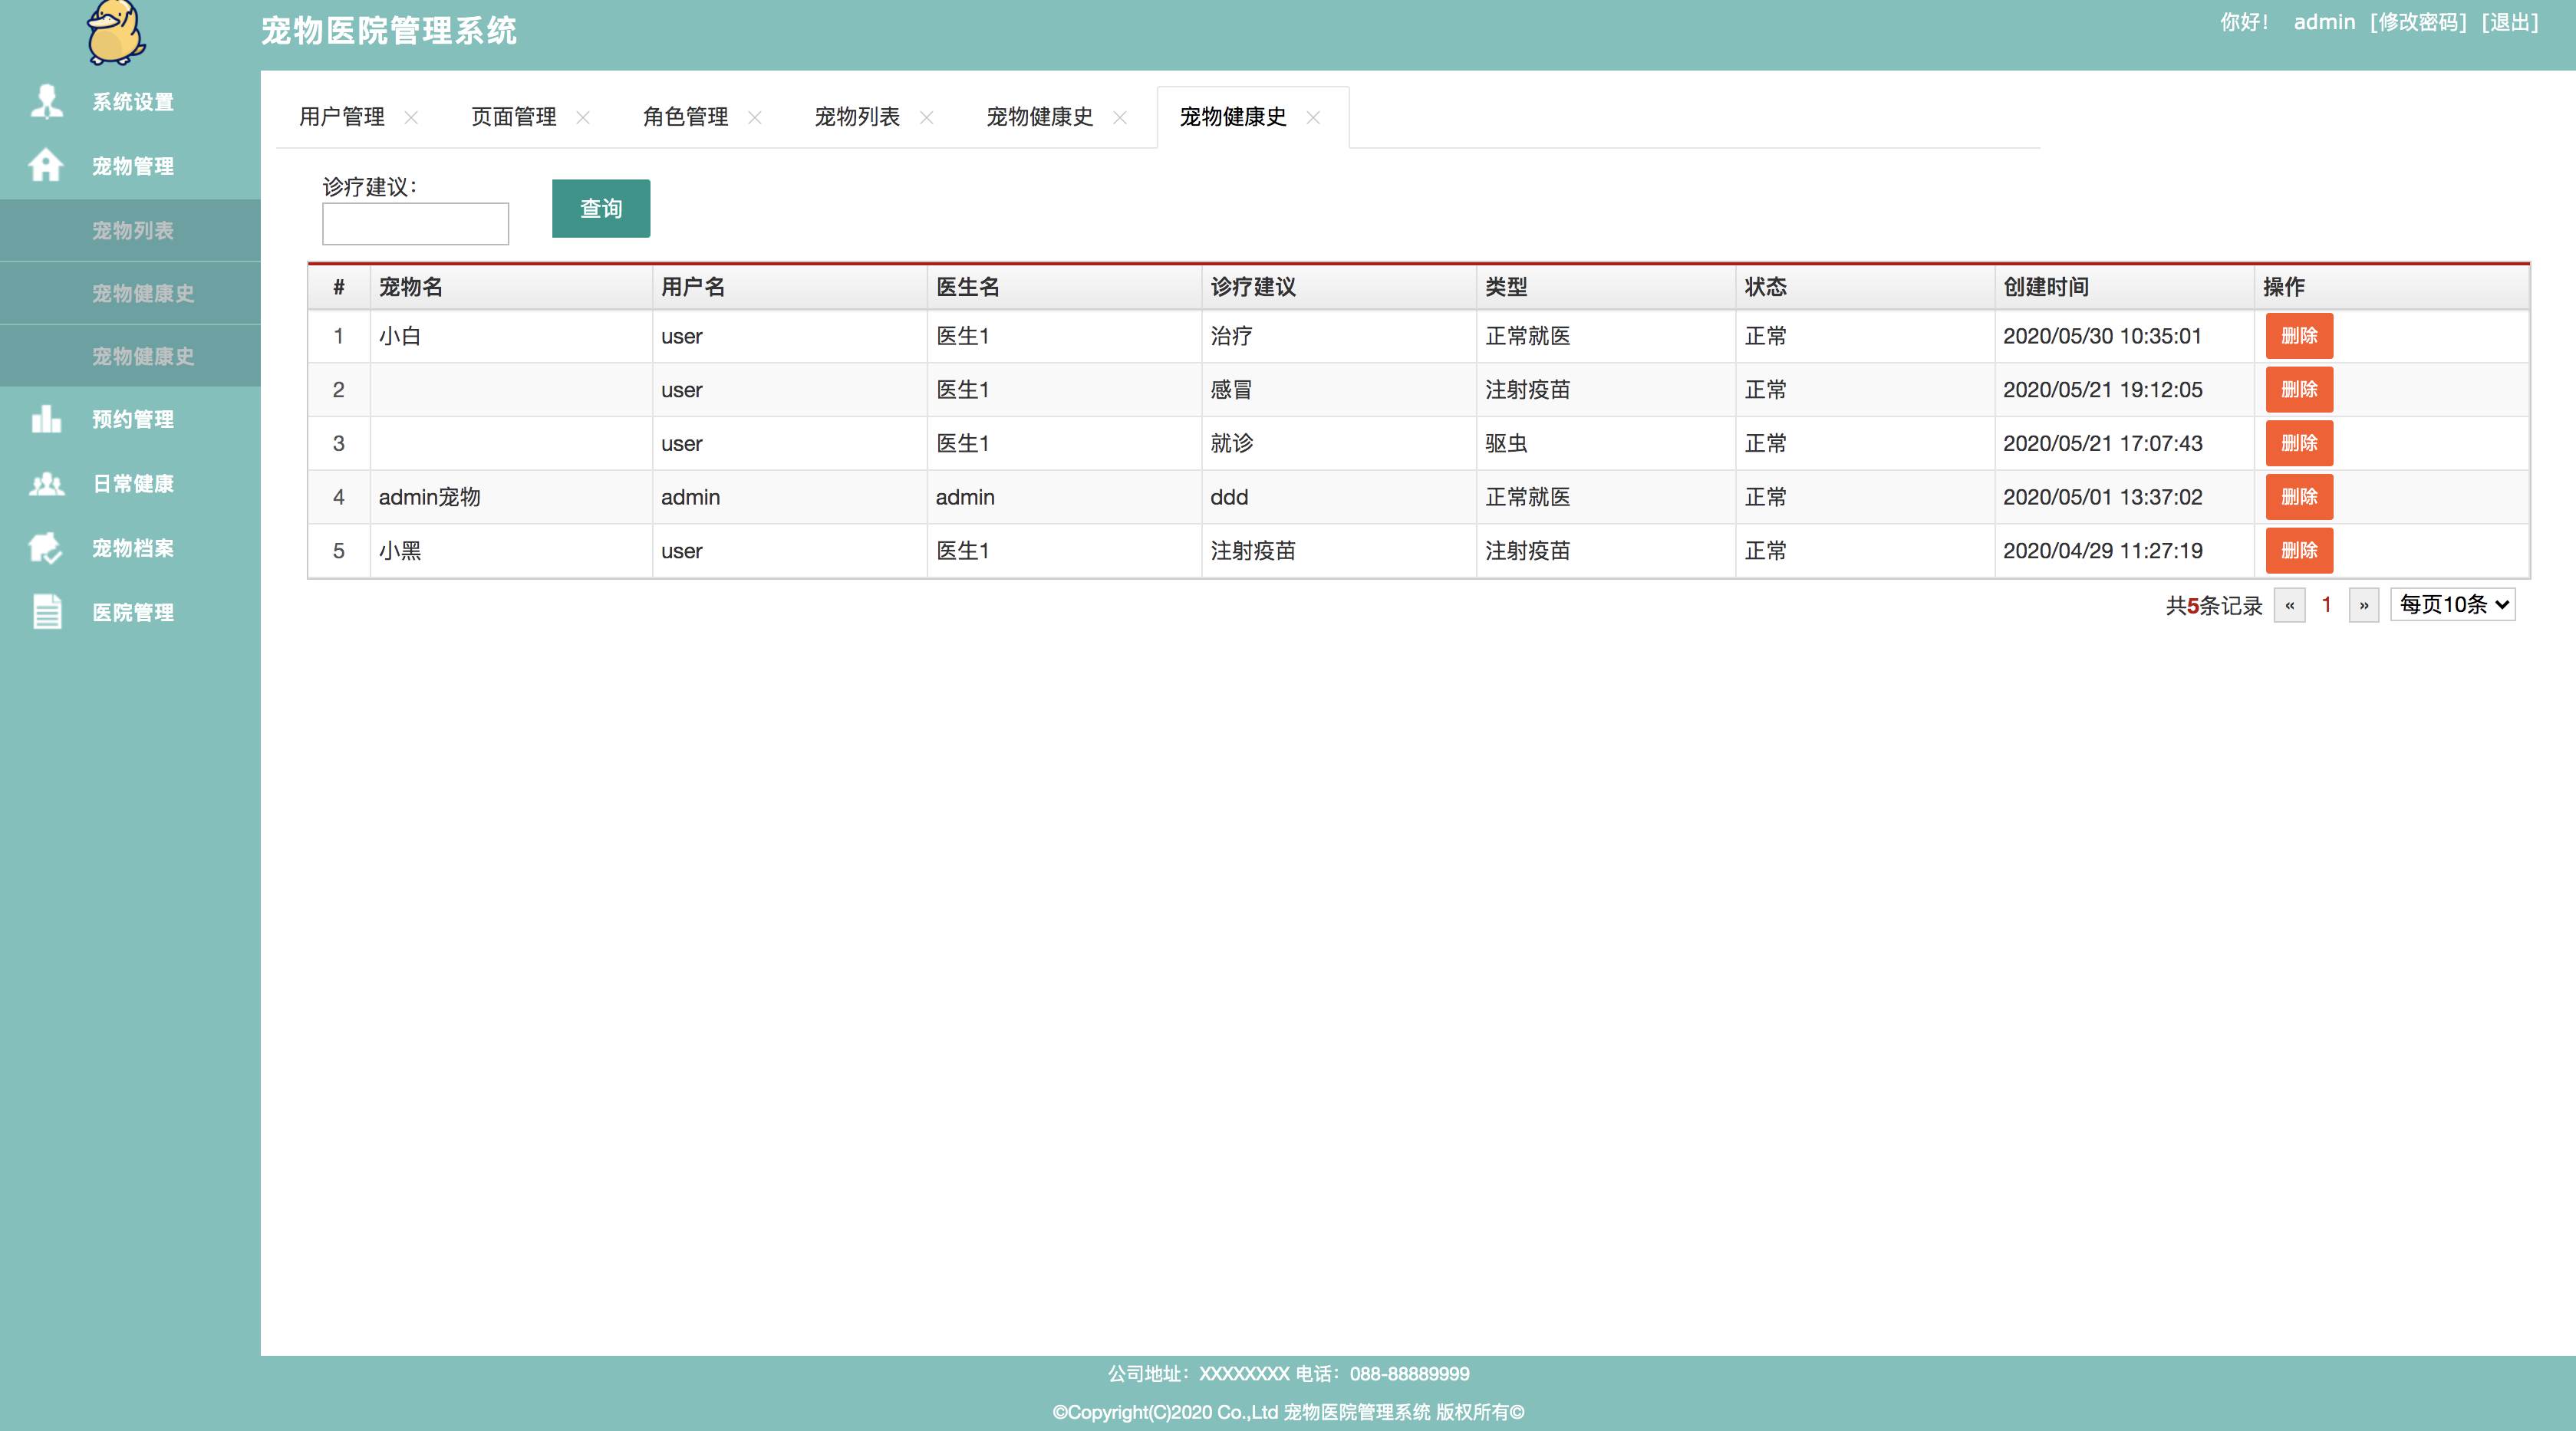 宠物医院管理系统
你好！ admin [修改密码] [退出]
系统设置
宠物管理
宠物列表
宠物健康史
宠物健康史
预约管理
日常健康
宠物档案
医院管理
用户管理 页面管理 角色管理 宠物列表 宠物健康史 宠物健康史
诊疗建议：
查询
# 宠物名 用户名 医生名 诊疗建议 类型 状态 创建时间 操作
1 小白 user 医生1 治疗 正常就医 正常 2020/05/30 10:35:01 删除
2 user 医生1 感冒 注射疫苗 正常 2020/05/21 19:12:05 删除
3 user 医生1 就诊 驱虫 正常 2020/05/21 17:07:43 删除
4 admin宠物 admin admin ddd 正常就医 正常 2020/05/01 13:37:02 删除
5 小黑 user 医生1 注射疫苗 注射疫苗 正常 2020/04/29 11:27:19 删除
共5条记录 « 1 » 每页10条
公司地址：XXXXXXXX 电话：088-88889999
©Copyright(C)2020 Co.,Ltd 宠物医院管理系统 版权所有©